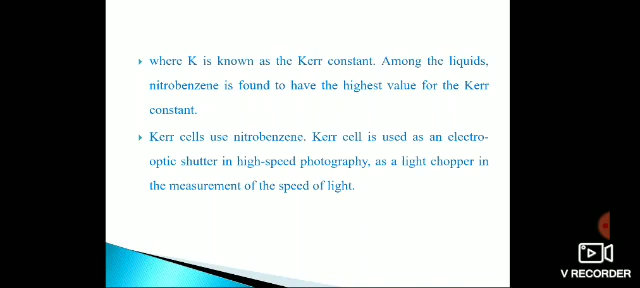 where K is known as the Kerr constant. Among the liquids,
nitrobenzene is found to have the highest value for the Kerr
constant.
Kerr cells use nitrobenzene. Kerr cell is used as an electro-
optic shutter in high-speed photography, as a light chopper in
the measurement of the speed of light.
V RECORDER